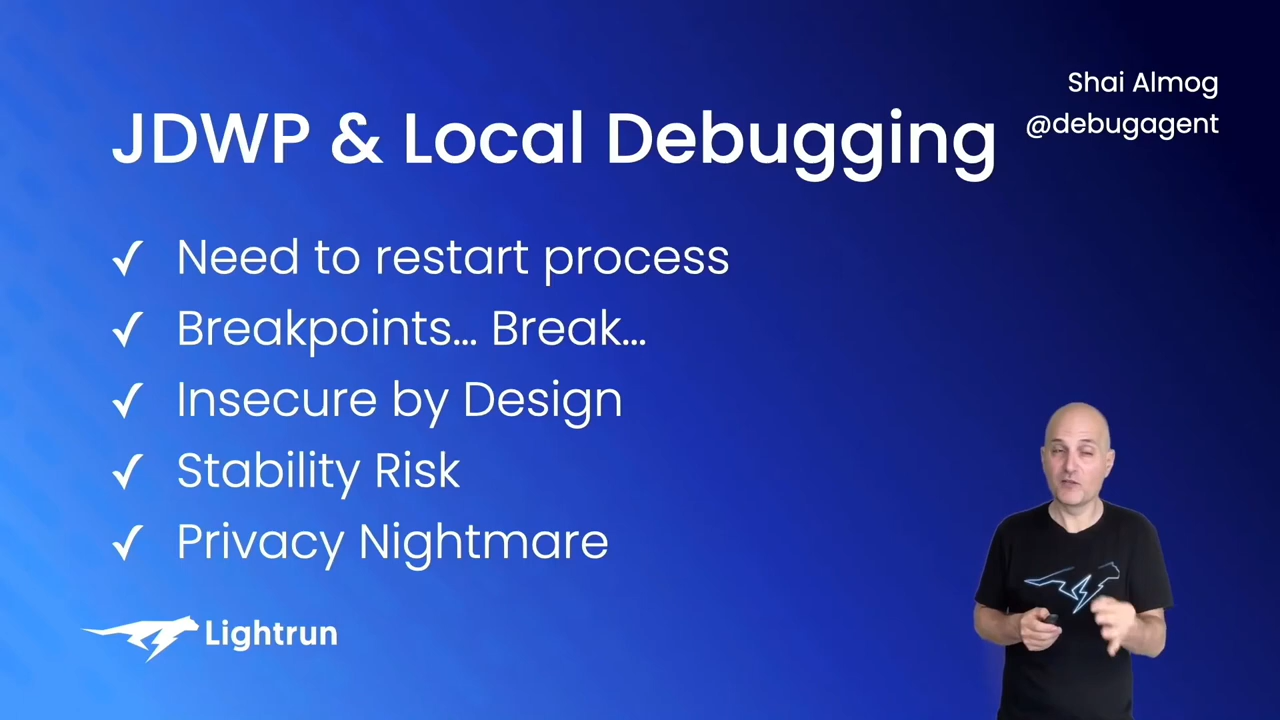 Shai Almog
@debugagent
JDWP & Local Debugging
✓ Need to restart process
✓ Breakpoints... Break...
✓ Insecure by Design
✓ Stability Risk
✓ Privacy Nightmare
Lightrun